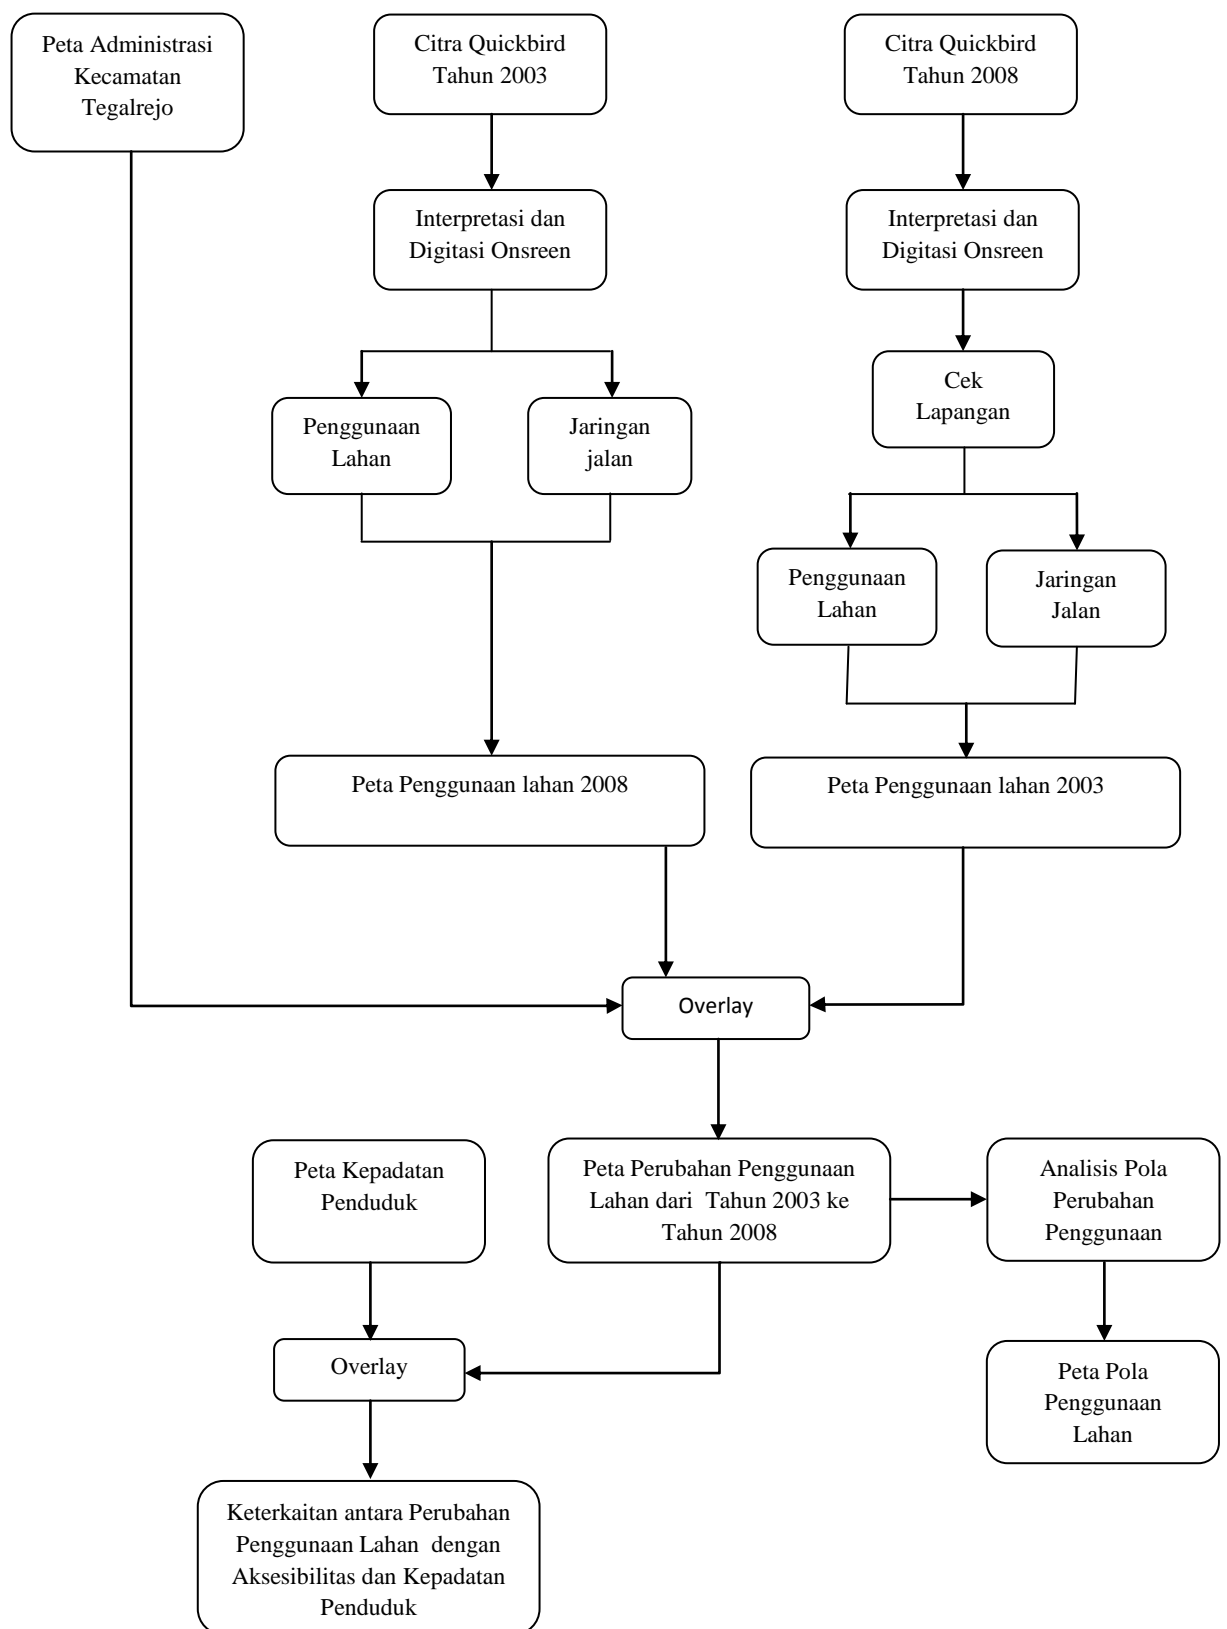 Peta Administrasi
Kecamatan
Tegalrejo
Citra Quickbird
Tahun 2003
Citra Quickbird
Tahun 2008
Interpretasi dan
Digitasi Onsreen
Interpretasi dan
Digitasi Onsreen
Cek
Lapangan
Penggunaan
Lahan
Jaringan
jalan
Penggunaan
Lahan
Jaringan
Jalan
Peta Penggunaan lahan 2008
Peta Penggunaan lahan 2003
Overlay
Peta Kepadatan
Penduduk
Peta Perubahan Penggunaan
Lahan dari  Tahun 2003 ke
Tahun 2008
Analisis Pola
Perubahan
Penggunaan
Overlay
Peta Pola
Penggunaan
Lahan
Keterkaitan antara Perubahan
Penggunaan Lahan  dengan
Aksesibilitas dan Kepadatan
Penduduk